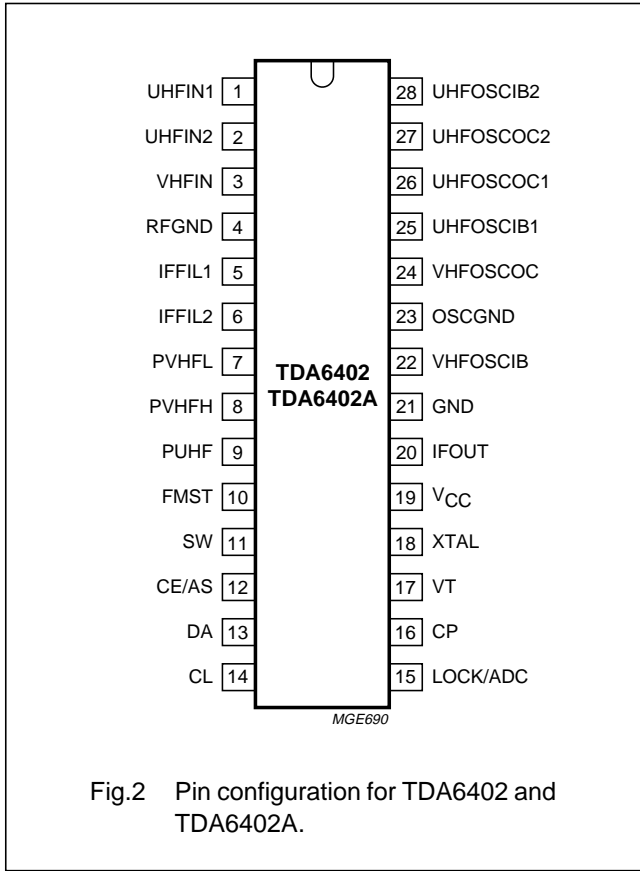 UHFIN1 1 28 UHFOSCIB2
UHFIN2 2 27 UHFOSCOC2
VHFIN 3 26 UHFOSCOC1
RFGND 4 25 UHFOSCIB1
IFFIL1 5 24 VHFOSCOC
IFFIL2 6 23 OSCGND
PVHFL 7 22 VHFOSCIB
TDA6402
TDA6402A
PVHFH 8 21 GND
PUHF 9 20 IFOUT
FMST 10 19 VCC
SW 11 18 XTAL
CE/AS 12 17 VT
DA 13 16 CP
CL 14 15 LOCK/ADC
MGE690
Fig.2 Pin configuration for TDA6402 and
TDA6402A.